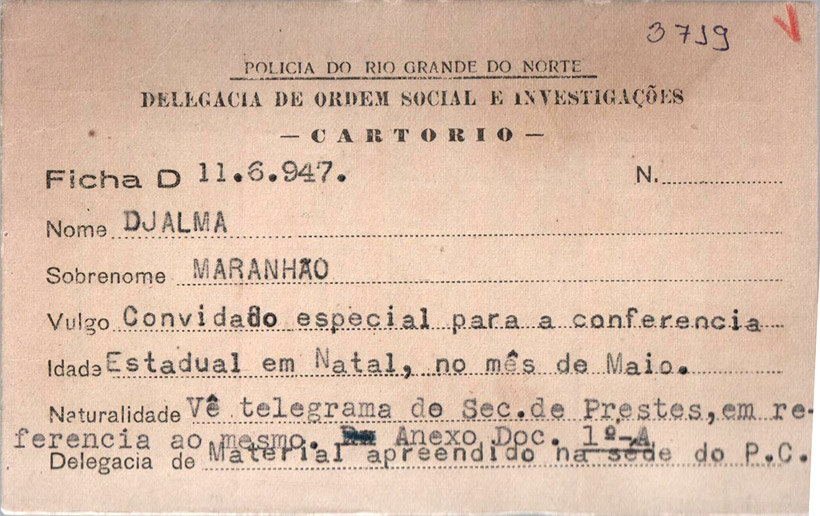 3719
POLICIA DO RIO GRANDE DO NORTE
DELEGACIA DE ORDEM SOCIAL E INVESTIGAÇÕES
— CARTORIO —
Ficha D 11.6.947. N.
Nome DJALMA
Sobrenome MARANHÃO
Vulgo Convidado especial para a conferencia
Idade Estadual em Natal, no mês de Maio.
Naturalidade Vê telegrama do Sec.de Prestes,em re-
ferencia ao mesmo. Anexo Doc. 1º-A
Delegacia de Material apreendido na séde do P.C.